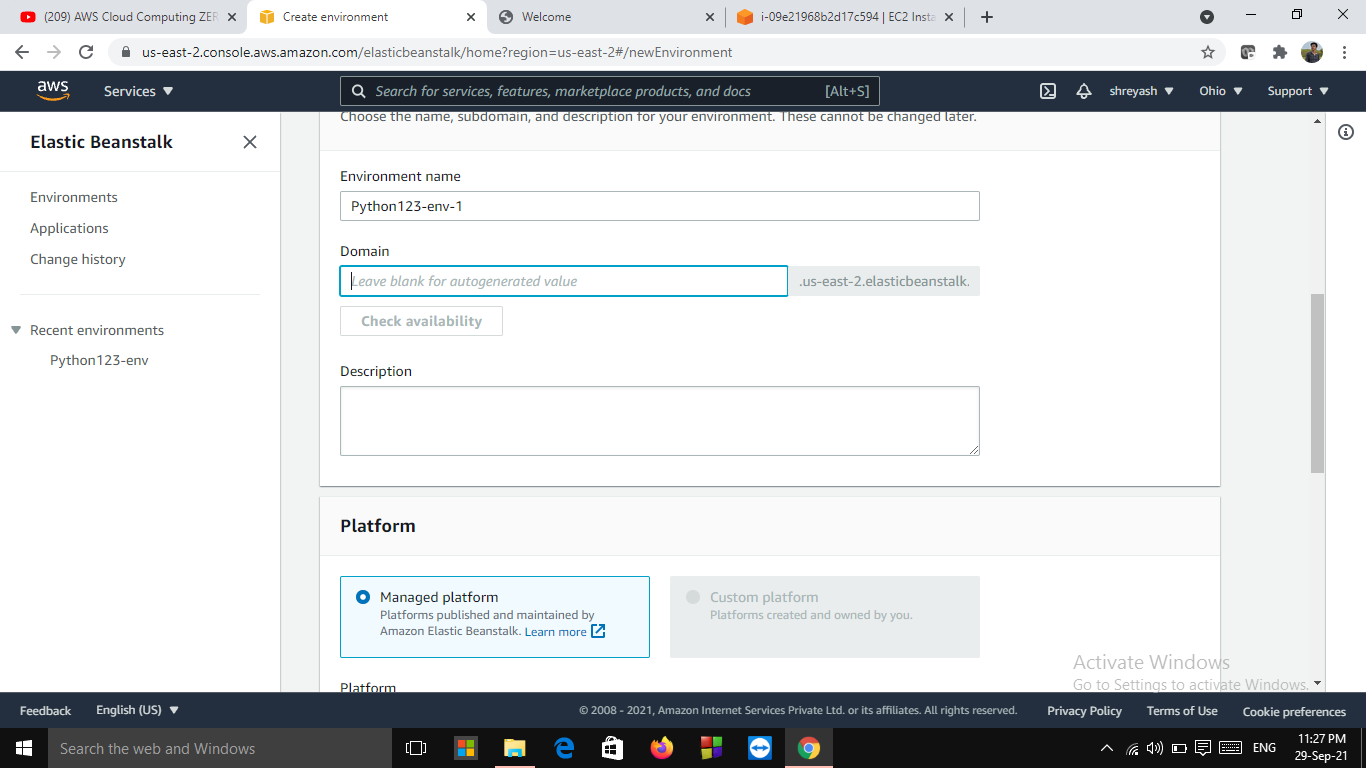 (209) AWS Cloud Computing ZER
Create environment
Welcome
i-09e21968b2d17c594 | EC2 Insta
us-east-2.console.aws.amazon.com/elasticbeanstalk/home?region=us-east-2#/newEnvironment
aws
Services
Search for services, features, marketplace products, and docs
[Alt+S]
shreyash
Ohio
Support
Elastic Beanstalk
Environments
Applications
Change history
Recent environments
Python123-env
Choose the name, subdomain, and description for your environment. These cannot be changed later.
Environment name
Python123-env-1
Domain
Leave blank for autogenerated value
.us-east-2.elasticbeanstalk.
Check availability
Description
Platform
Managed platform
Platforms published and maintained by
Amazon Elastic Beanstalk. Learn more
Custom platform
Platforms created and owned by you.
Platform
Activate Windows
Go to Settings to activate Windows.
Feedback
English (US)
© 2008 - 2021, Amazon Internet Services Private Ltd. or its affiliates. All rights reserved.
Privacy Policy
Terms of Use
Cookie preferences
Search the web and Windows
ENG
11:27 PM
29-Sep-21